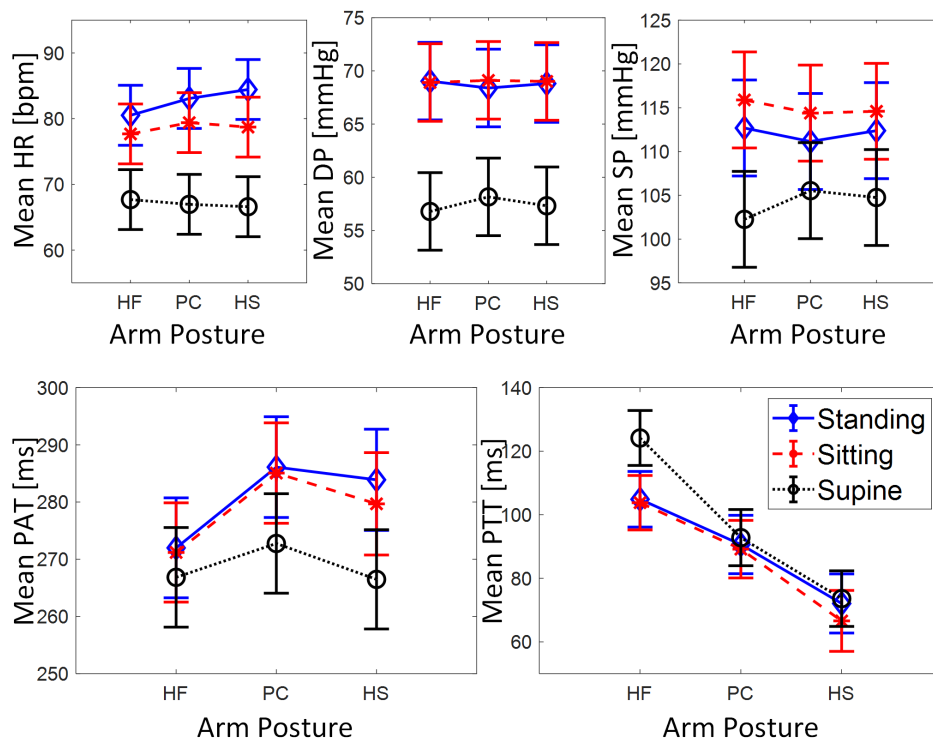 Mean HR [bpm]
90
80
70
60
HF PC HS
Arm Posture
Mean DP [mmHg]
75
70
65
60
55
50
HF PC HS
Arm Posture
Mean SP [mmHg]
125
120
115
110
105
100
95
HF PC HS
Arm Posture
Mean PAT [ms]
300
290
280
270
260
250
HF PC HS
Arm Posture
Mean PTT [ms]
140
120
100
80
60
HF PC HS
Arm Posture
Standing
Sitting
Supine